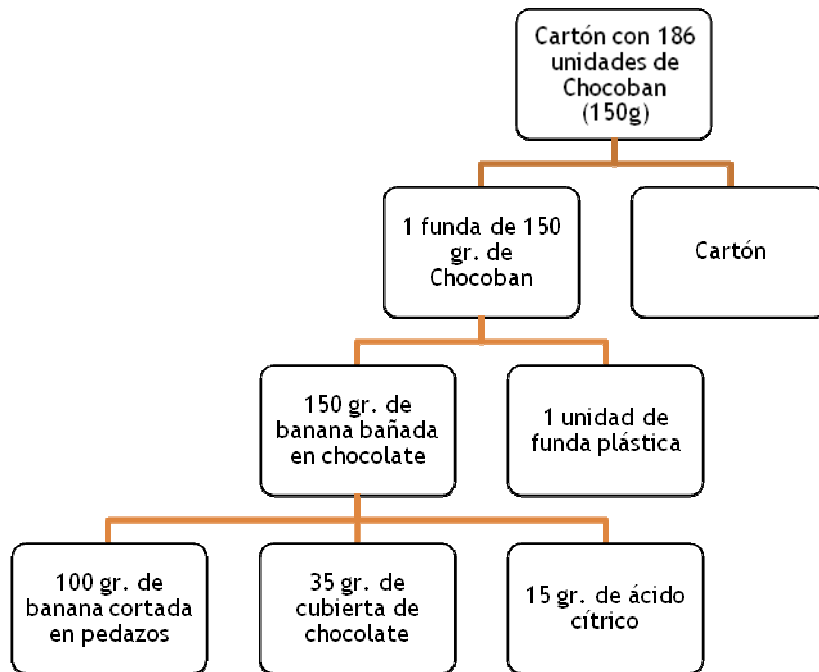 Cartón con 186
unidades de
Chocoban
(150g)
1 funda de 150
gr. de
Chocoban
Cartón
150 gr. de
banana bañada
en chocolate
1 unidad de
funda plástica
100 gr. de
banana cortada
en pedazos
35 gr. de
cubierta de
chocolate
15 gr. de ácido
cítrico